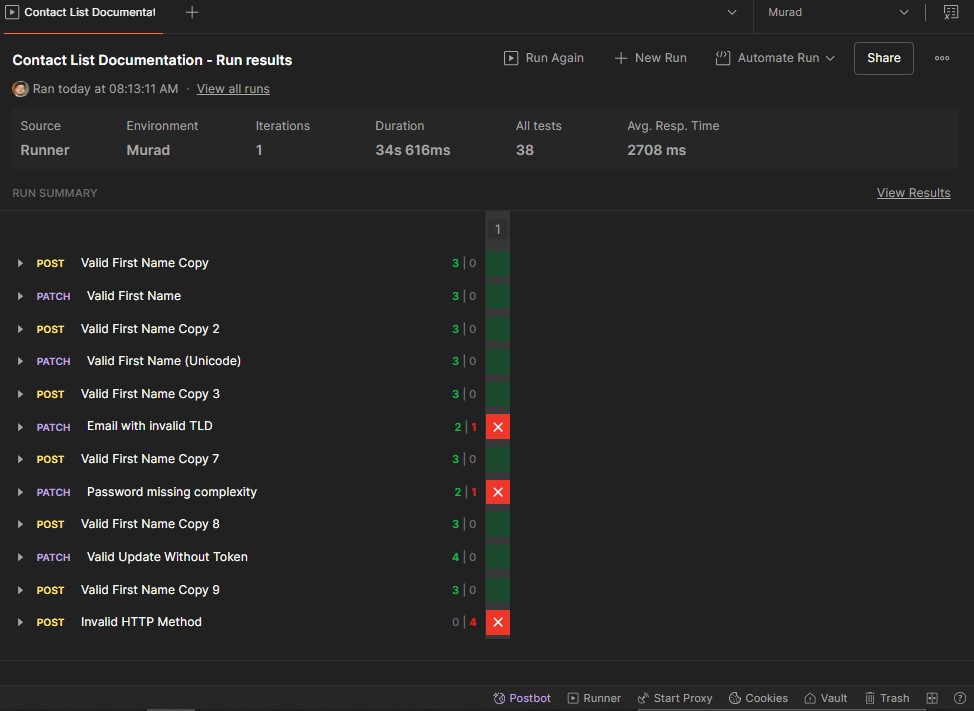 Contact List Documentat
Murad
Contact List Documentation - Run results
Run Again
New Run
Automate Run
Share
Ran today at 08:13:11 AM · View all runs
Source Environment Iterations Duration All tests Avg. Resp. Time
Runner Murad 1 34s 616ms 38 2708 ms
RUN SUMMARY View Results
1
POST Valid First Name Copy 3 | 0
PATCH Valid First Name 3 | 0
POST Valid First Name Copy 2 3 | 0
PATCH Valid First Name (Unicode) 3 | 0
POST Valid First Name Copy 3 3 | 0
PATCH Email with invalid TLD 2 | 1
POST Valid First Name Copy 7 3 | 0
PATCH Password missing complexity 2 | 1
POST Valid First Name Copy 8 3 | 0
PATCH Valid Update Without Token 4 | 0
POST Valid First Name Copy 9 3 | 0
POST Invalid HTTP Method 0 | 4
Postbot Runner Start Proxy Cookies Vault Trash